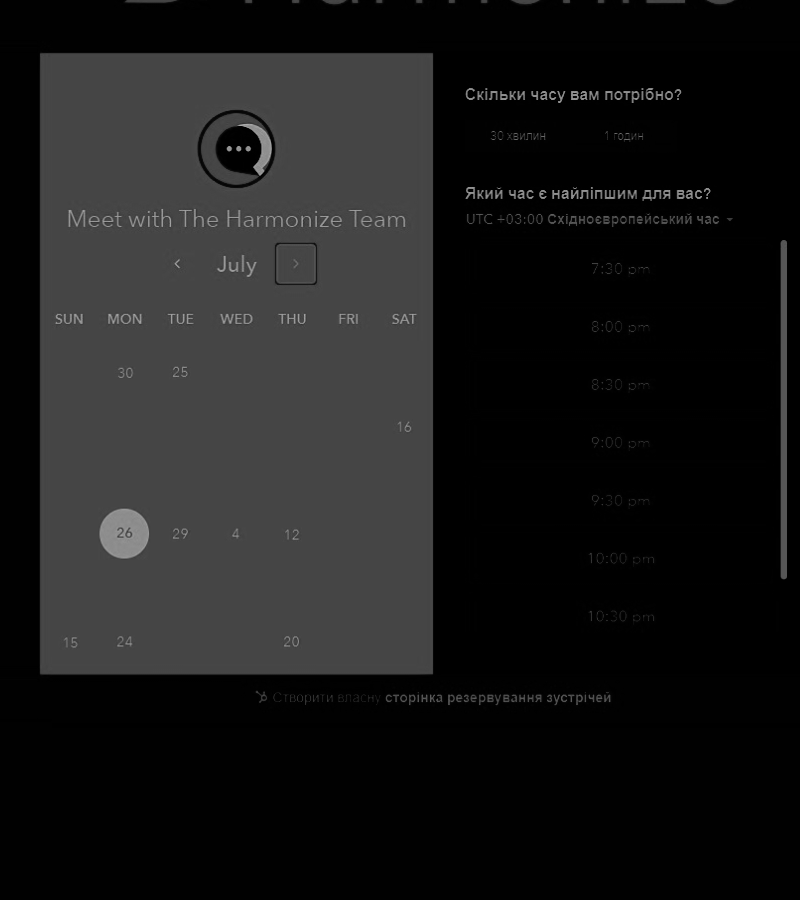 Meet with The Harmonize Team
July
SUN MON TUE WED THU FRI SAT
30 25
16
26 29 4 12
15 24 20
Скільки часу вам потрібно?
30 хвилин 1 годин
Який час є найліпшим для вас?
UTC +03:00 Східноєвропейський час
7:30 pm
8:00 pm
8:30 pm
9:00 pm
9:30 pm
10:00 pm
10:30 pm
Створити власну сторінка резервування зустрічей